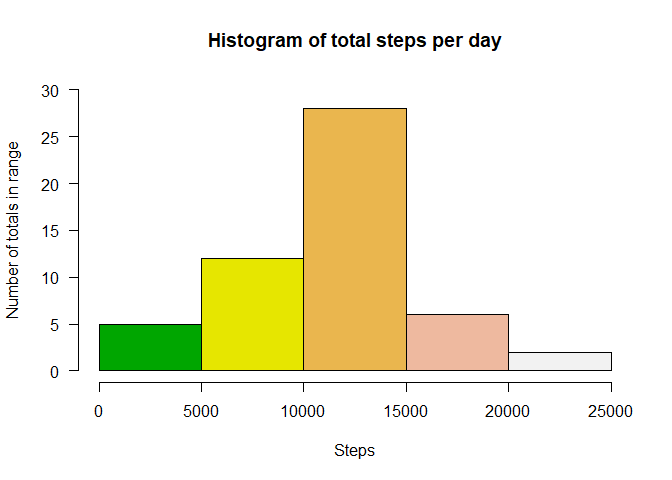 Histogram of total steps per day
Number of totals in range
30
25
20
15
10
5
0
0 5000 10000 15000 20000 25000
Steps